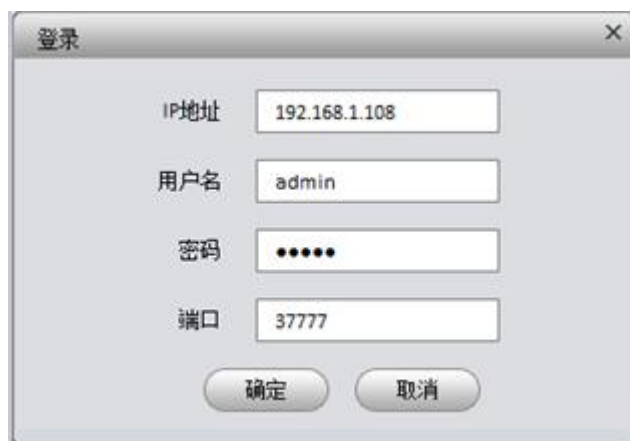 登录
IP地址 192.168.1.108
用户名 admin
密码 •••••
端口 37777
确定 取消